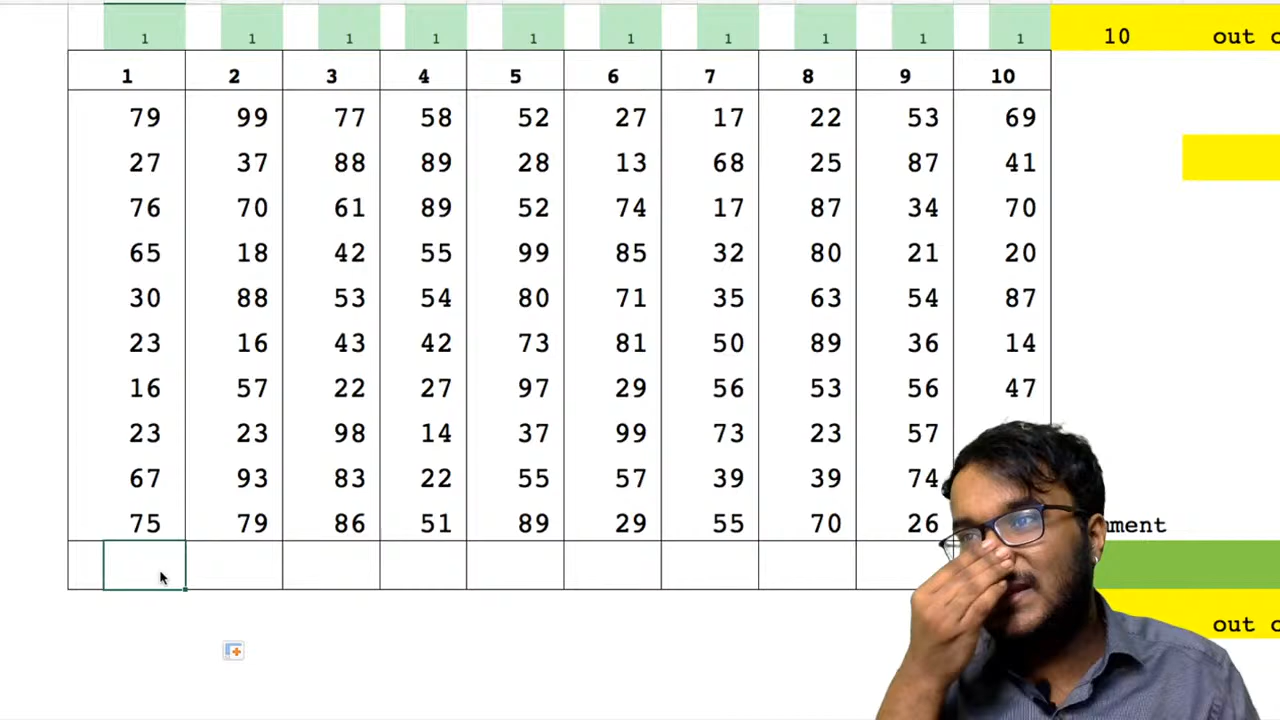 1 1 1 1 1 1 1 1 1 1 10 out
1 2 3 4 5 6 7 8 9 10
79 99 77 58 52 27 17 22 53 69
27 37 88 89 28 13 68 25 87 41
76 70 61 89 52 74 17 87 34 70
65 18 42 55 99 85 32 80 21 20
30 88 53 54 80 71 35 63 54 87
23 16 43 42 73 81 50 89 36 14
16 57 22 27 97 29 56 53 56 47
23 23 98 14 37 99 73 23 57
67 93 83 22 55 57 39 39 74
75 79 86 51 89 29 55 70 26
out